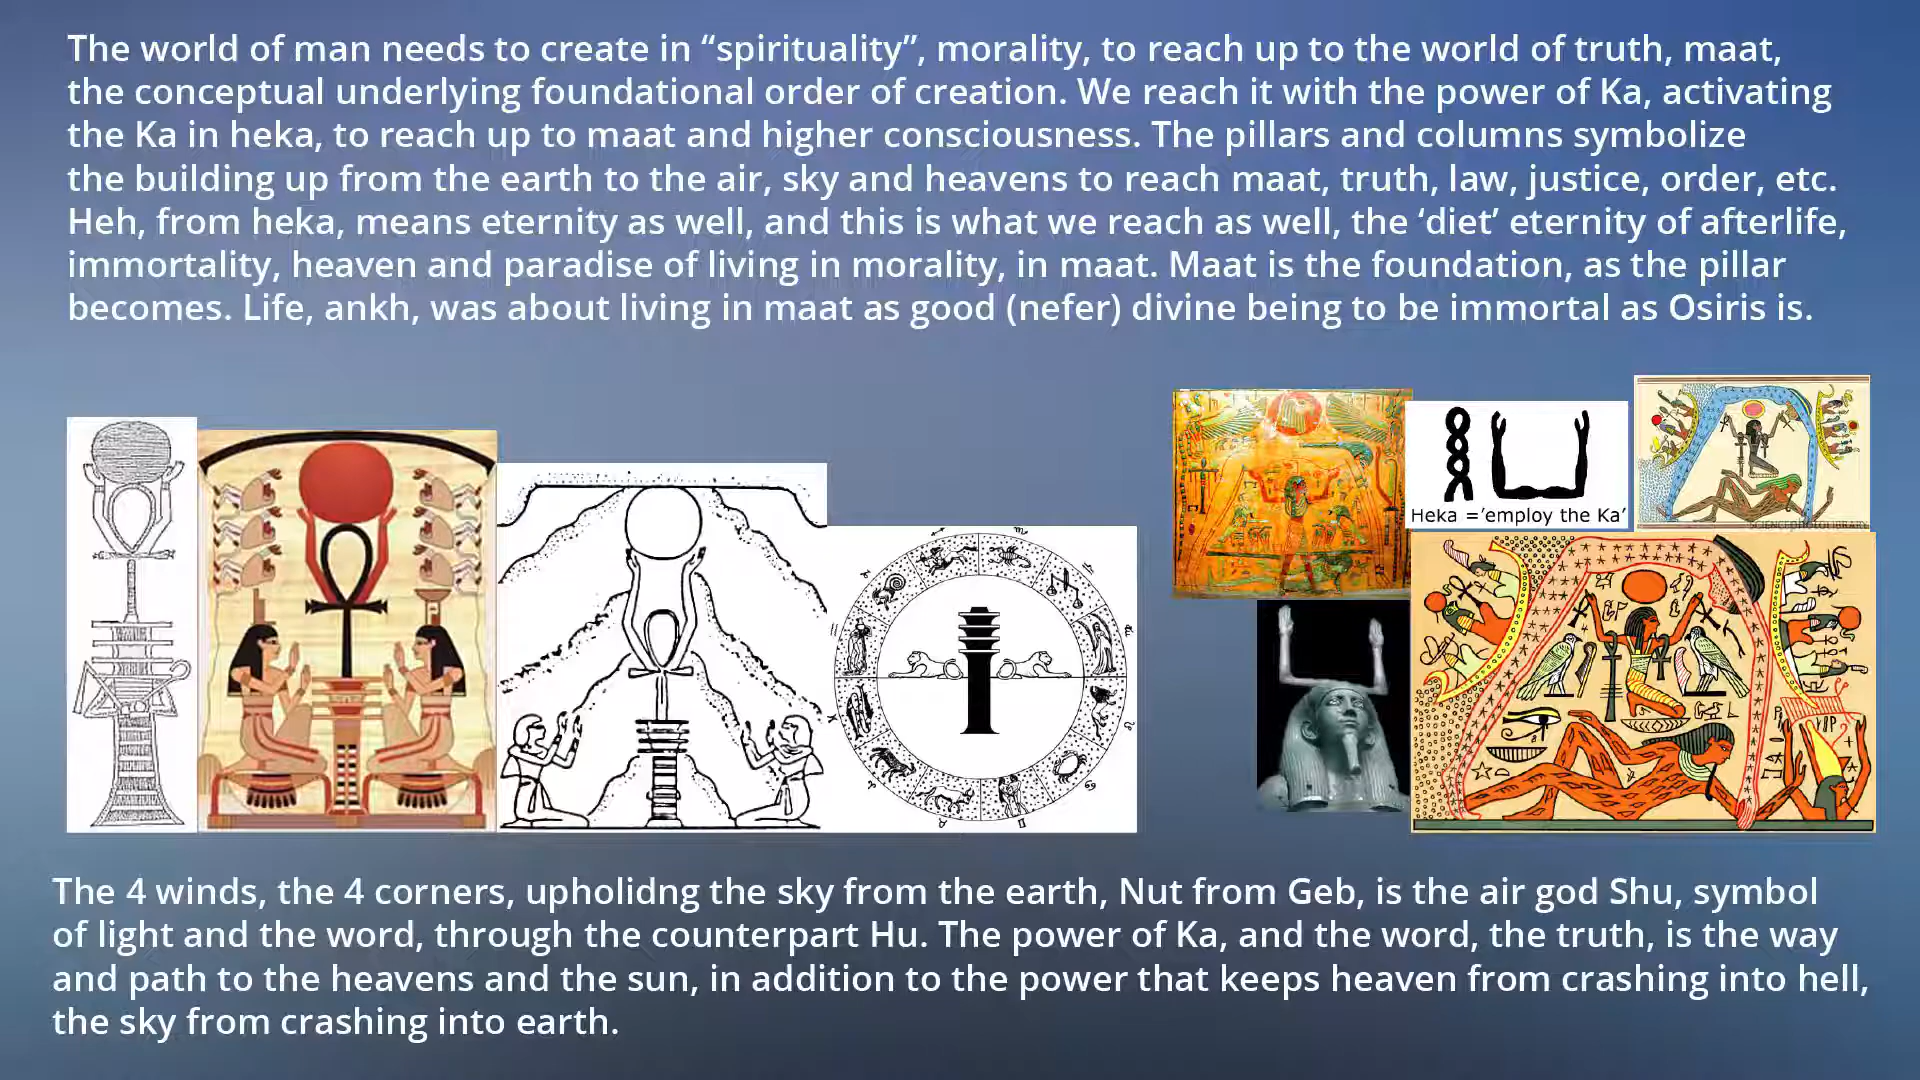 The world of man needs to create in “spirituality”, morality, to reach up to the world of truth, maat,
the conceptual underlying foundational order of creation. We reach it with the power of Ka, activating
the Ka in heka, to reach up to maat and higher consciousness. The pillars and columns symbolize
the building up from the earth to the air, sky and heavens to reach maat, truth, law, justice, order, etc.
Heh, from heka, means eternity as well, and this is what we reach as well, the ‘diet’ eternity of afterlife,
immortality, heaven and paradise of living in morality, in maat. Maat is the foundation, as the pillar
becomes. Life, ankh, was about living in maat as good (nefer) divine being to be immortal as Osiris is.
Heka =‘employ the Ka’
SCIENCEPHOTOLIBRARY
The 4 winds, the 4 corners, upholidng the sky from the earth, Nut from Geb, is the air god Shu, symbol
of light and the word, through the counterpart Hu. The power of Ka, and the word, the truth, is the way
and path to the heavens and the sun, in addition to the power that keeps heaven from crashing into hell,
the sky from crashing into earth.